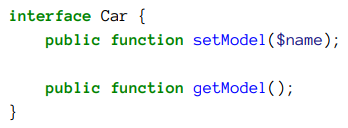 interface Car {
    public function setModel($name);

    public function getModel();
}